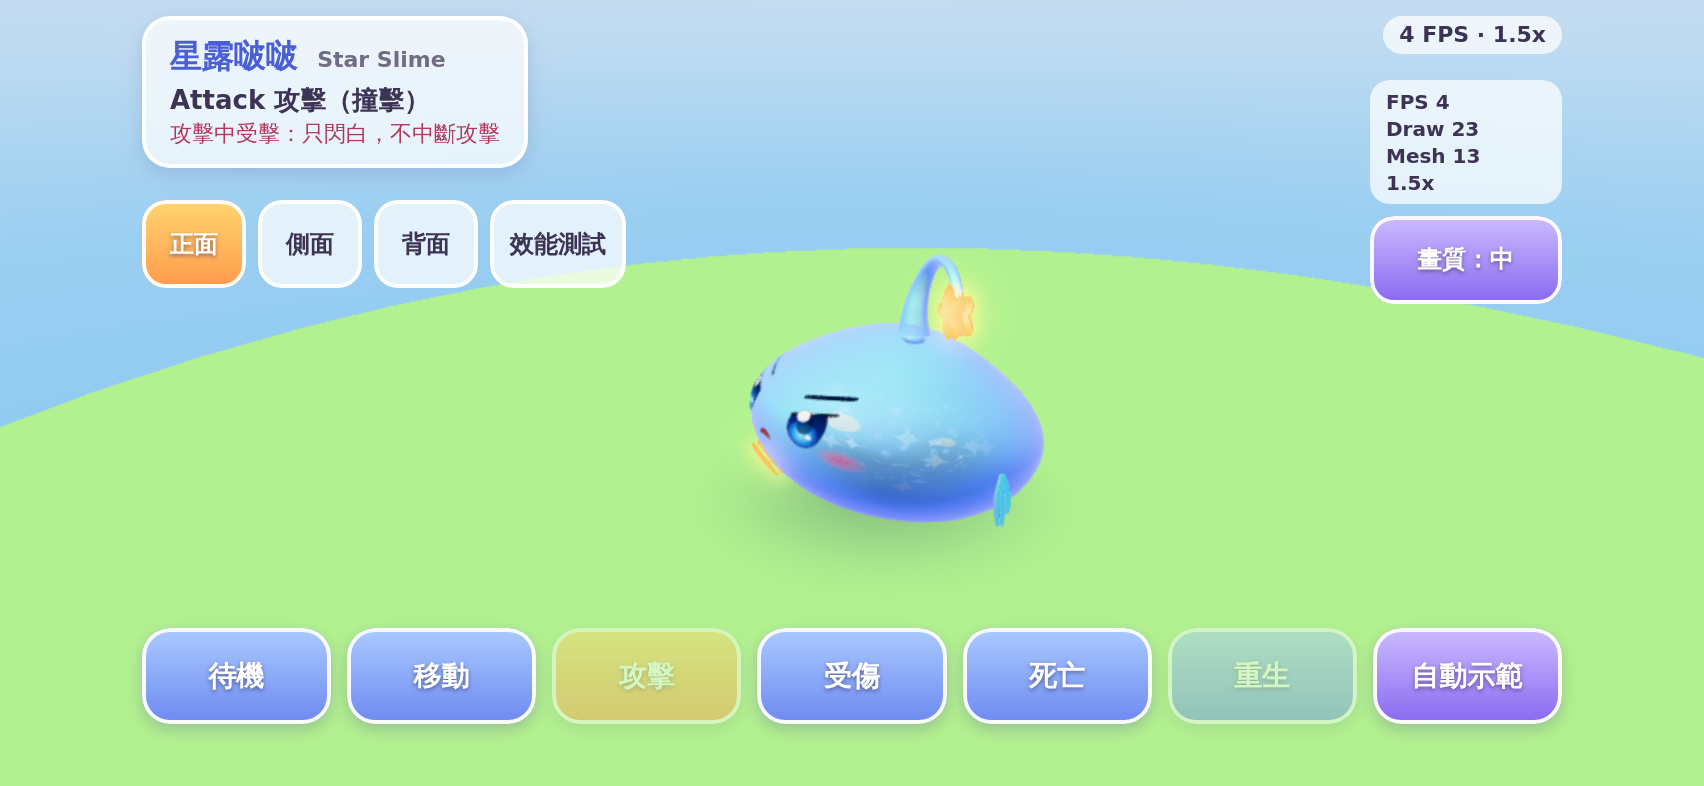 星露啵啵 Star Slime
Attack 攻擊（撞擊）
攻擊中受擊：只閃白，不中斷攻擊
正面
側面
背面
效能測試
4 FPS · 1.5x
FPS 4
Draw 23
Mesh 13
1.5x
畫質：中
待機
移動
攻擊
受傷
死亡
重生
自動示範